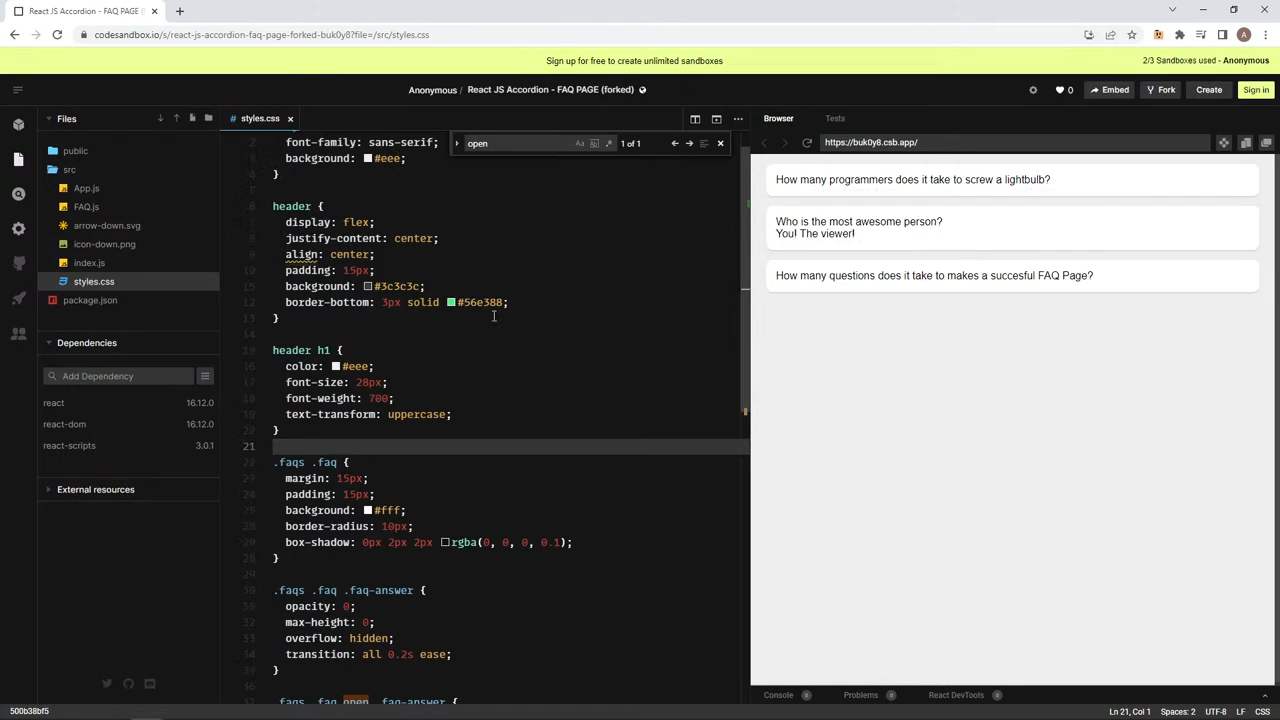 React JS Accordion - FAQ PAGE (f
codesandbox.io/s/react-js-accordion-faq-page-forked-buk0y8?file=/src/styles.css
A
Sign up for free to create unlimited sandboxes
2/3 Sandboxes used - Anonymous
Anonymous / React JS Accordion - FAQ PAGE (forked)
0
Embed
Fork
Create
Sign in
Files
public
src
App.js
FAQ.js
arrow-down.svg
icon-down.png
index.js
styles.css
package.json
Dependencies
Add Dependency
react 16.12.0
react-dom 16.12.0
react-scripts 3.0.1
External resources
styles.css
open
Aa
1 of 1
font-family: sans-serif;
background: #eee;
}
header {
display: flex;
justify-content: center;
align: center;
padding: 15px;
background: #3c3c3c;
border-bottom: 3px solid #56e388;
}
header h1 {
color: #eee;
font-size: 28px;
font-weight: 700;
text-transform: uppercase;
}
21
.faqs .faq {
margin: 15px;
padding: 15px;
background: #fff;
border-radius: 10px;
box-shadow: 0px 2px 2px rgba(0, 0, 0, 0.1);
}
.faqs .faq .faq-answer {
opacity: 0;
max-height: 0;
overflow: hidden;
transition: all 0.2s ease;
}
.faqs .faq.open .faq-answer {
Browser
Tests
https://buk0y8.csb.app/
How many programmers does it take to screw a lightbulb?
Who is the most awesome person?
You! The viewer!
How many questions does it take to makes a succesful FAQ Page?
Console 0
Problems 0
React DevTools 0
500b38bf5
Ln 21, Col 1
Spaces: 2
UTF-8
LF
CSS